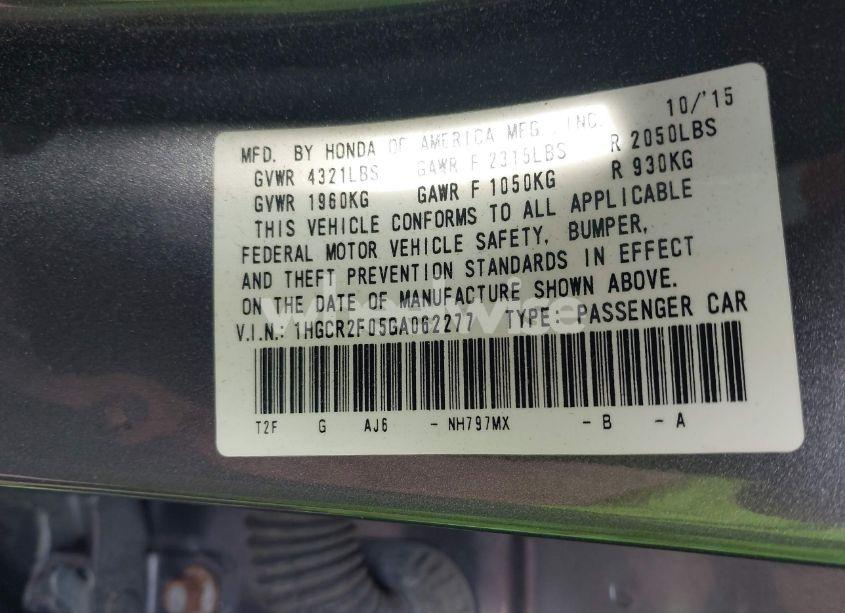 10/'15
MFD. BY HONDA OF AMERICA MFG., INC.
GVWR 4321LBS GAWR F 2315LBS R 2050LBS
GVWR 1960KG GAWR F 1050KG R 930KG
THIS VEHICLE CONFORMS TO ALL APPLICABLE
FEDERAL MOTOR VEHICLE SAFETY, BUMPER,
AND THEFT PREVENTION STANDARDS IN EFFECT
ON THE DATE OF MANUFACTURE SHOWN ABOVE.
V.I.N.: 1HGCR2F05GA062277 TYPE: PASSENGER CAR
T2F G AJ6 - NH797MX - B - A